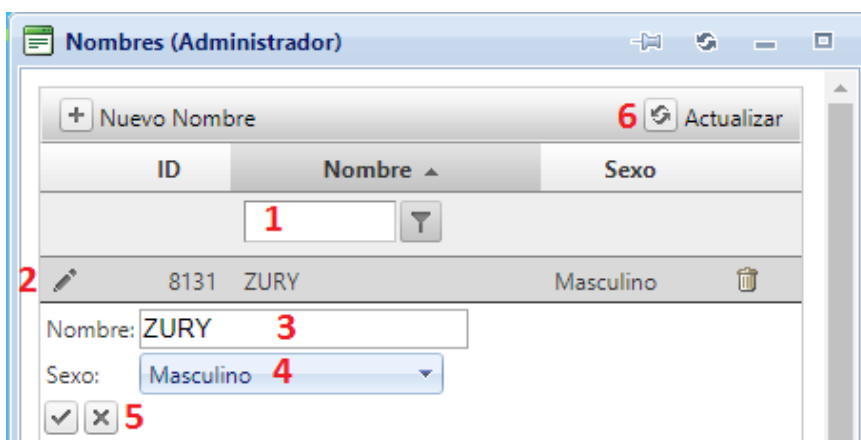 Nombres (Administrador)
Nuevo Nombre 6 Actualizar
ID Nombre Sexo
1
2 8131 ZURY Masculino
Nombre: ZURY 3
Sexo: Masculino 4
5